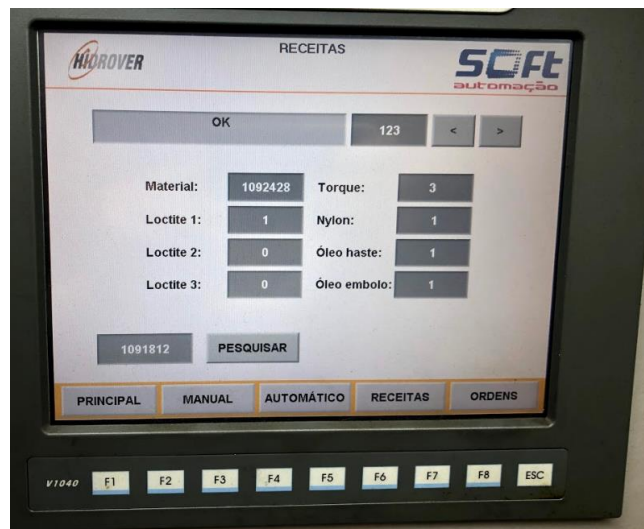 HIDROVER
RECEITAS
SOFt
automação
OK 123 < >
Material: 1092428 Torque: 3
Loctite 1: 1 Nylon: 1
Loctite 2: 0 Óleo haste: 1
Loctite 3: 0 Óleo embolo: 1
1091812 PESQUISAR
PRINCIPAL MANUAL AUTOMÁTICO RECEITAS ORDENS
V1040 F1 F2 F3 F4 F5 F6 F7 F8 ESC